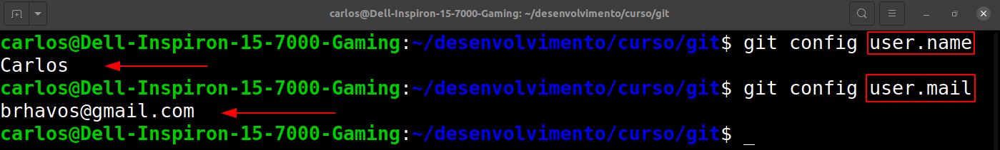 carlos@Dell-Inspiron-15-7000-Gaming: ~/desenvolvimento/curso/git
carlos@Dell-Inspiron-15-7000-Gaming:~/desenvolvimento/curso/git$ git config user.name
Carlos
carlos@Dell-Inspiron-15-7000-Gaming:~/desenvolvimento/curso/git$ git config user.mail
brhavos@gmail.com
carlos@Dell-Inspiron-15-7000-Gaming:~/desenvolvimento/curso/git$ _